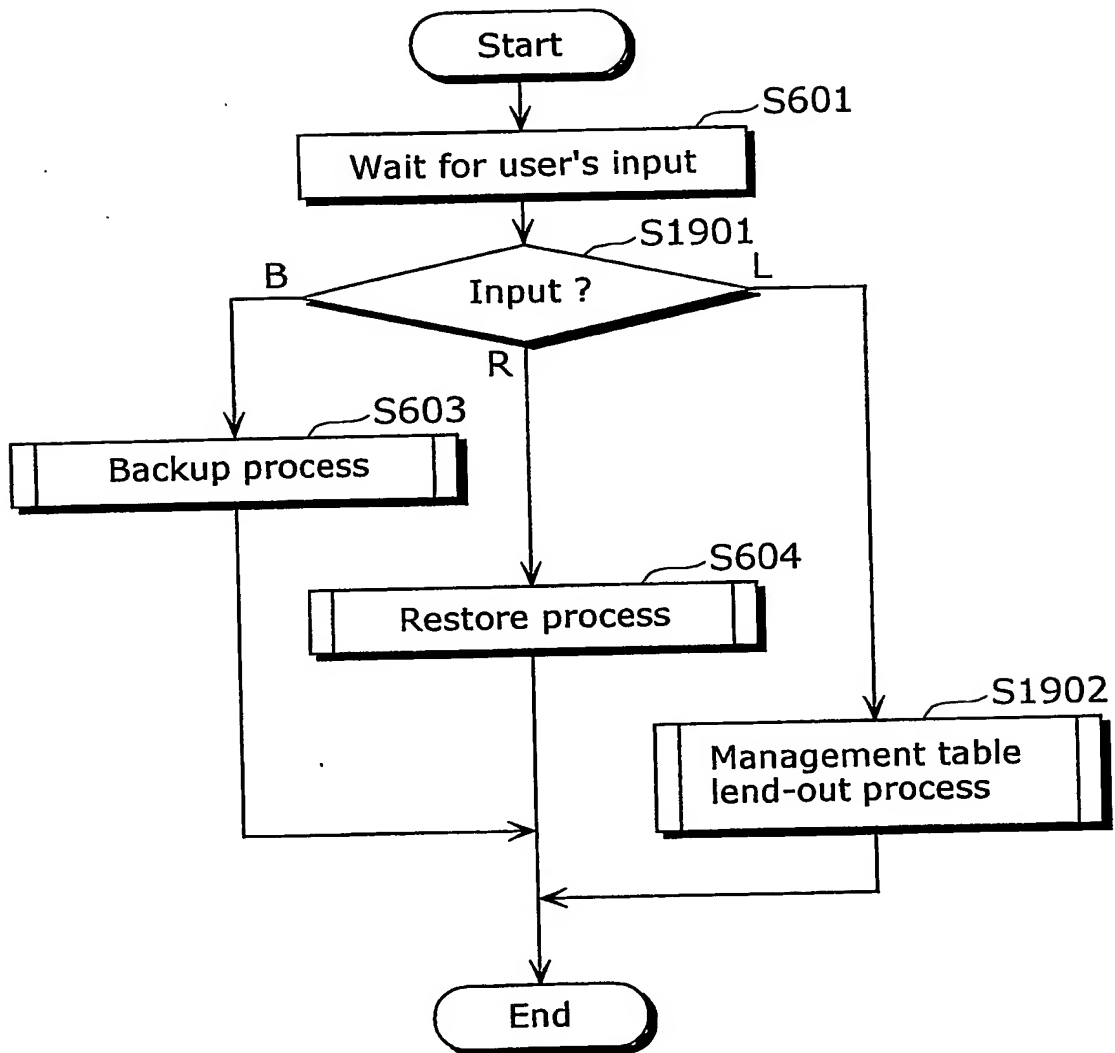 Start
S601
Wait for user's input
S1901
B
Input ?
L
R
S603
Backup process
S604
Restore process
S1902
Management table
lend-out process
End